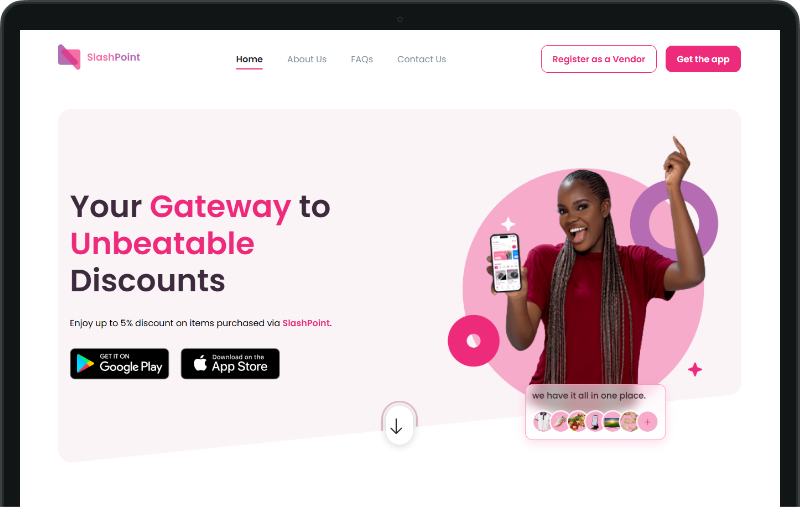 SlashPoint
Home
About Us
FAQs
Contact Us
Register as a Vendor
Get the app
Your Gateway to
Unbeatable
Discounts
Enjoy up to 5% discount on items purchased via SlashPoint.
GET IT ON
Google Play
Download on the
App Store
we have it all in one place.